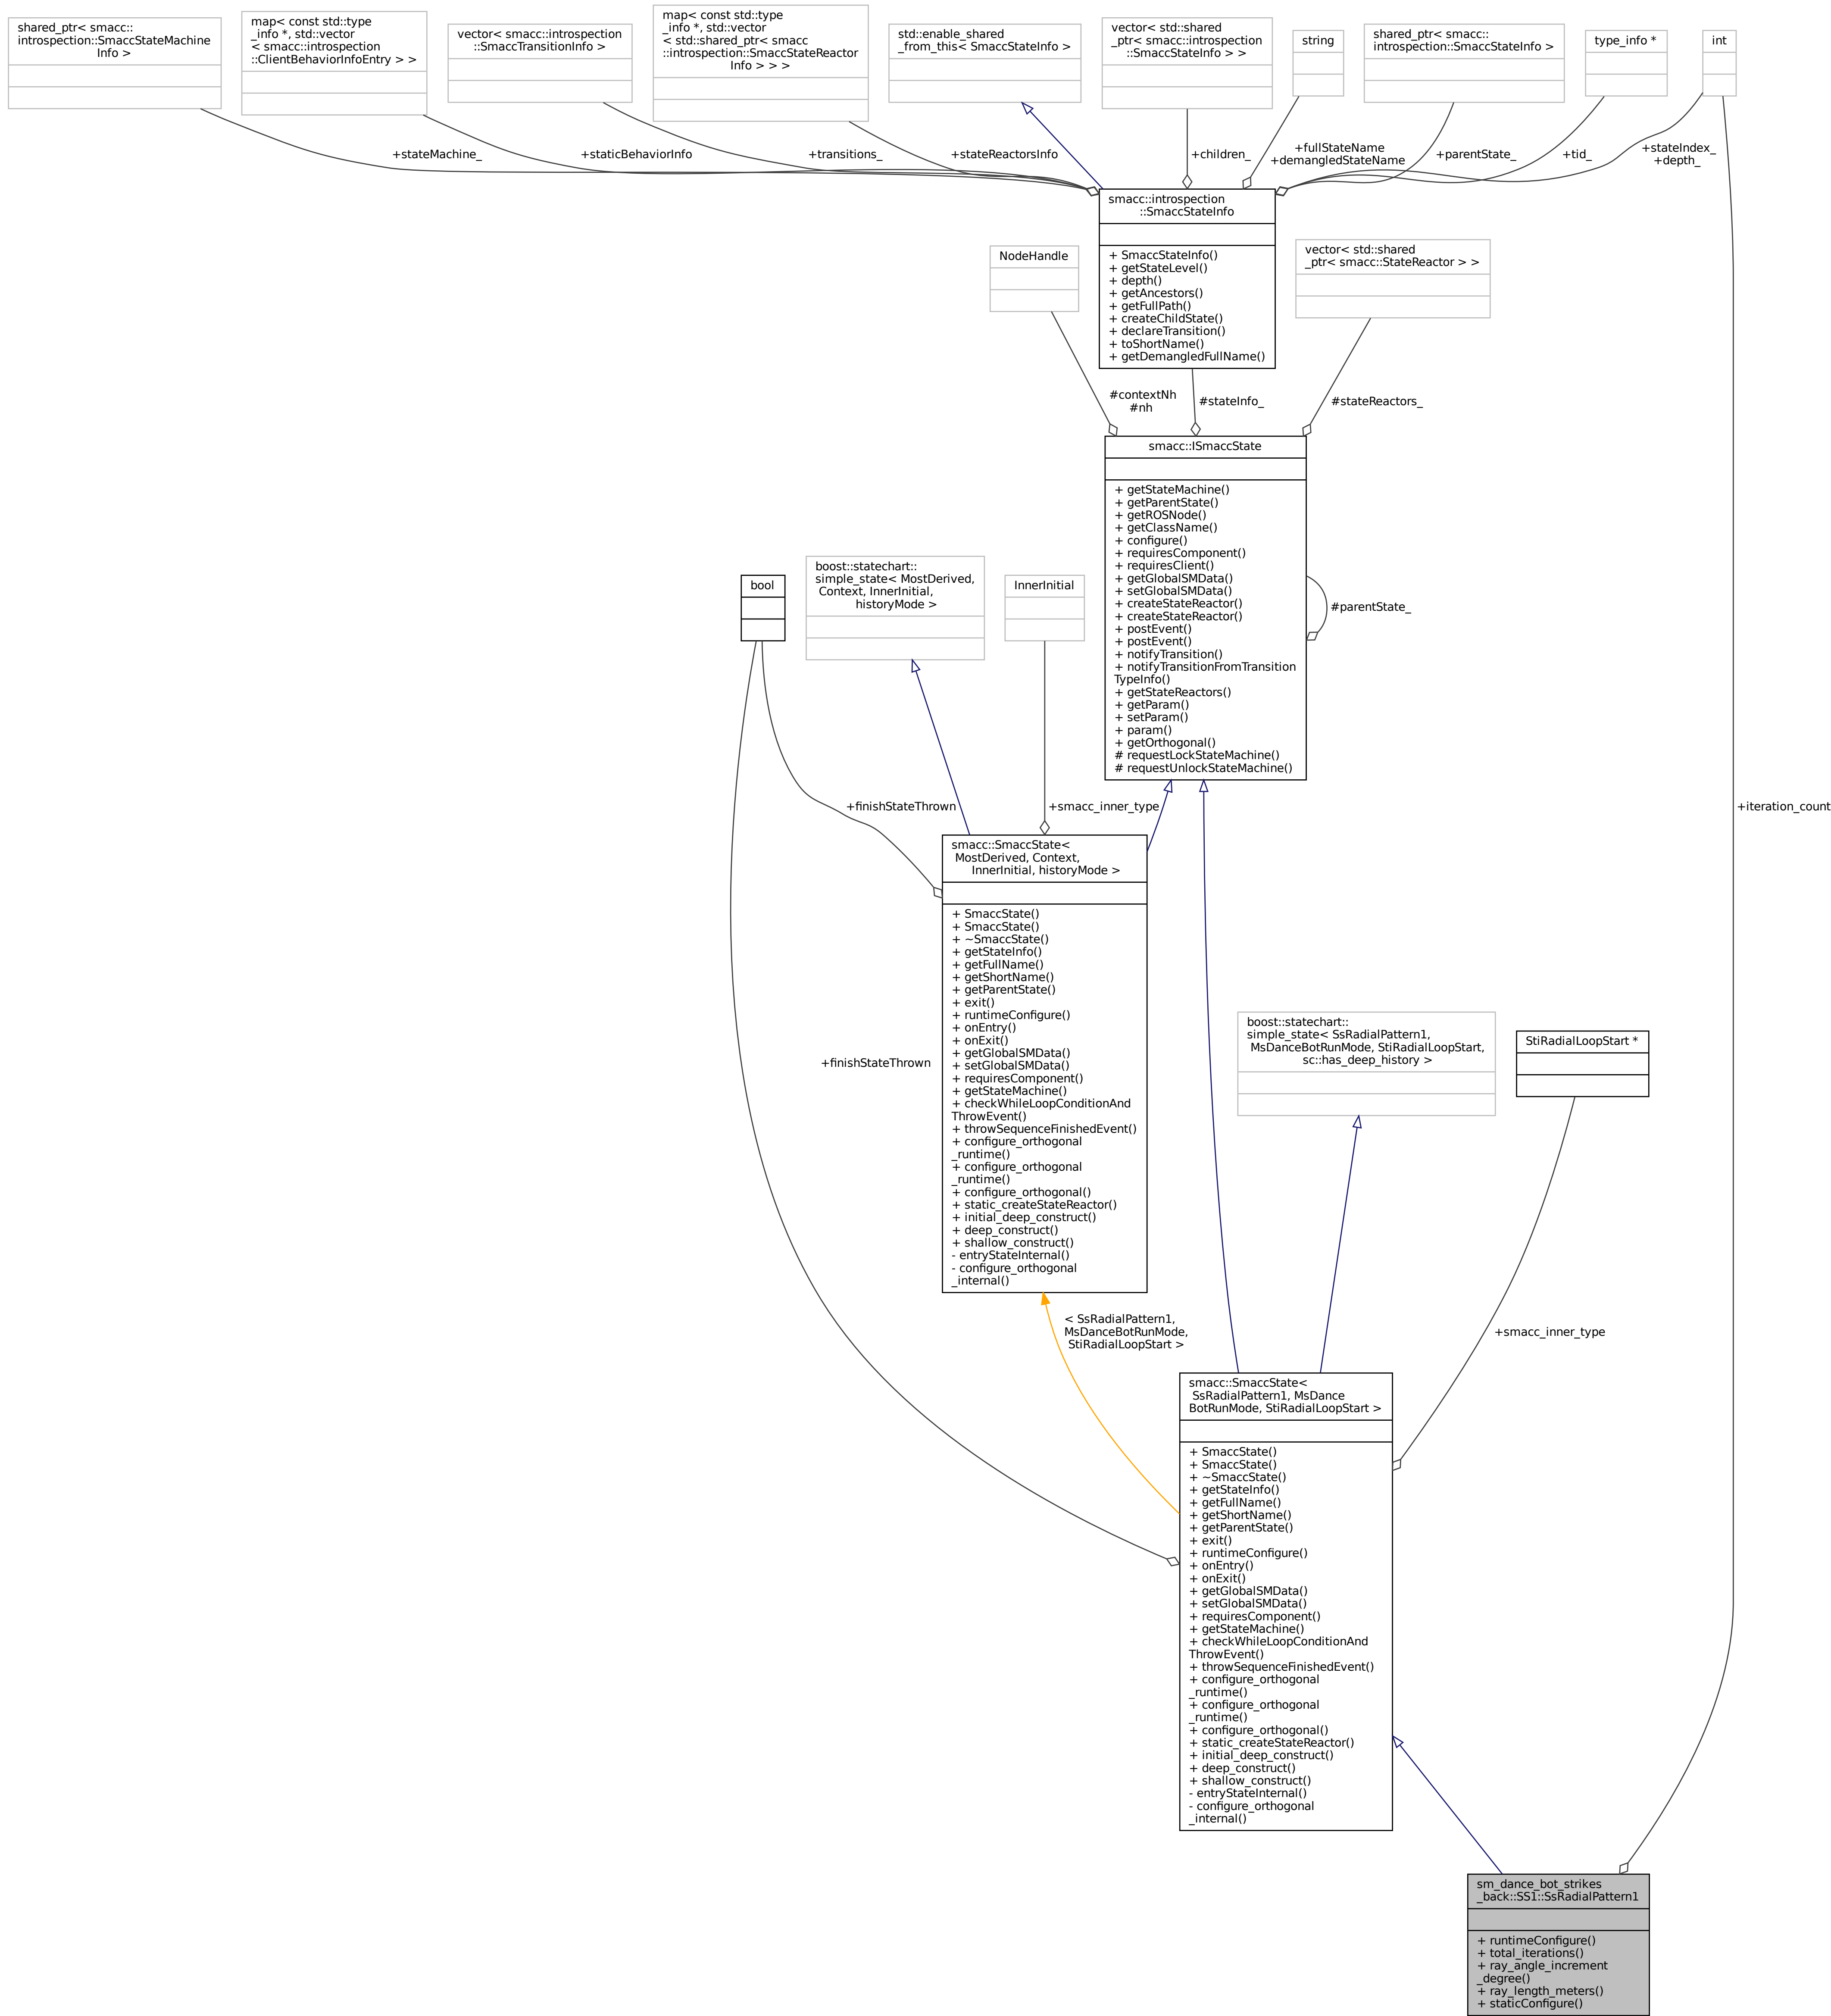 shared_ptr< smacc::
introspection::SmaccStateMachine
Info >
map< const std::type
_info *, std::vector
< smacc::introspection
::ClientBehaviorInfoEntry > >
vector< smacc::introspection
::SmaccTransitionInfo >
map< const std::type
_info *, std::vector
< std::shared_ptr< smacc
::introspection::SmaccStateReactor
Info > > >
std::enable_shared
_from_this< SmaccStateInfo >
vector< std::shared
_ptr< smacc::introspection
::SmaccStateInfo > >
string
shared_ptr< smacc::
introspection::SmaccStateInfo >
type_info *
int
+stateMachine_
+staticBehaviorInfo
+transitions_
+stateReactorsInfo
+children_
+fullStateName
+demangledStateName
+parentState_
+tid_
+stateIndex_
+depth_
smacc::introspection
::SmaccStateInfo
+ SmaccStateInfo()
+ getStateLevel()
+ depth()
+ getAncestors()
+ getFullPath()
+ createChildState()
+ declareTransition()
+ toShortName()
+ getDemangledFullName()
NodeHandle
vector< std::shared
_ptr< smacc::StateReactor > >
#contextNh
#nh
#stateInfo_
#stateReactors_
smacc::ISmaccState
+ getStateMachine()
+ getParentState()
+ getROSNode()
+ getClassName()
+ configure()
+ requiresComponent()
+ requiresClient()
+ getGlobalSMData()
+ setGlobalSMData()
+ createStateReactor()
+ createStateReactor()
+ postEvent()
+ postEvent()
+ notifyTransition()
+ notifyTransitionFromTransition
TypeInfo()
+ getStateReactors()
+ getParam()
+ setParam()
+ param()
+ getOrthogonal()
# requestLockStateMachine()
# requestUnlockStateMachine()
#parentState_
bool
boost::statechart::
simple_state< MostDerived,
Context, InnerInitial,
historyMode >
InnerInitial
+finishStateThrown
+smacc_inner_type
+iteration_count
smacc::SmaccState<
MostDerived, Context,
InnerInitial, historyMode >
+ SmaccState()
+ SmaccState()
+ ~SmaccState()
+ getStateInfo()
+ getFullName()
+ getShortName()
+ getParentState()
+ exit()
+ runtimeConfigure()
+ onEntry()
+ onExit()
+ getGlobalSMData()
+ setGlobalSMData()
+ requiresComponent()
+ getStateMachine()
+ checkWhileLoopConditionAnd
ThrowEvent()
+ throwSequenceFinishedEvent()
+ configure_orthogonal
_runtime()
+ configure_orthogonal
_runtime()
+ configure_orthogonal()
+ static_createStateReactor()
+ initial_deep_construct()
+ deep_construct()
+ shallow_construct()
- entryStateInternal()
- configure_orthogonal
_internal()
+finishStateThrown
boost::statechart::
simple_state< SsRadialPattern1,
MsDanceBotRunMode, StiRadialLoopStart,
sc::has_deep_history >
StiRadialLoopStart *
< SsRadialPattern1,
MsDanceBotRunMode,
StiRadialLoopStart >
+smacc_inner_type
smacc::SmaccState<
SsRadialPattern1, MsDance
BotRunMode, StiRadialLoopStart >
+ SmaccState()
+ SmaccState()
+ ~SmaccState()
+ getStateInfo()
+ getFullName()
+ getShortName()
+ getParentState()
+ exit()
+ runtimeConfigure()
+ onEntry()
+ onExit()
+ getGlobalSMData()
+ setGlobalSMData()
+ requiresComponent()
+ getStateMachine()
+ checkWhileLoopConditionAnd
ThrowEvent()
+ throwSequenceFinishedEvent()
+ configure_orthogonal
_runtime()
+ configure_orthogonal
_runtime()
+ configure_orthogonal()
+ static_createStateReactor()
+ initial_deep_construct()
+ deep_construct()
+ shallow_construct()
- entryStateInternal()
- configure_orthogonal
_internal()
sm_dance_bot_strikes
_back::SS1::SsRadialPattern1
+ runtimeConfigure()
+ total_iterations()
+ ray_angle_increment
_degree()
+ ray_length_meters()
+ staticConfigure()